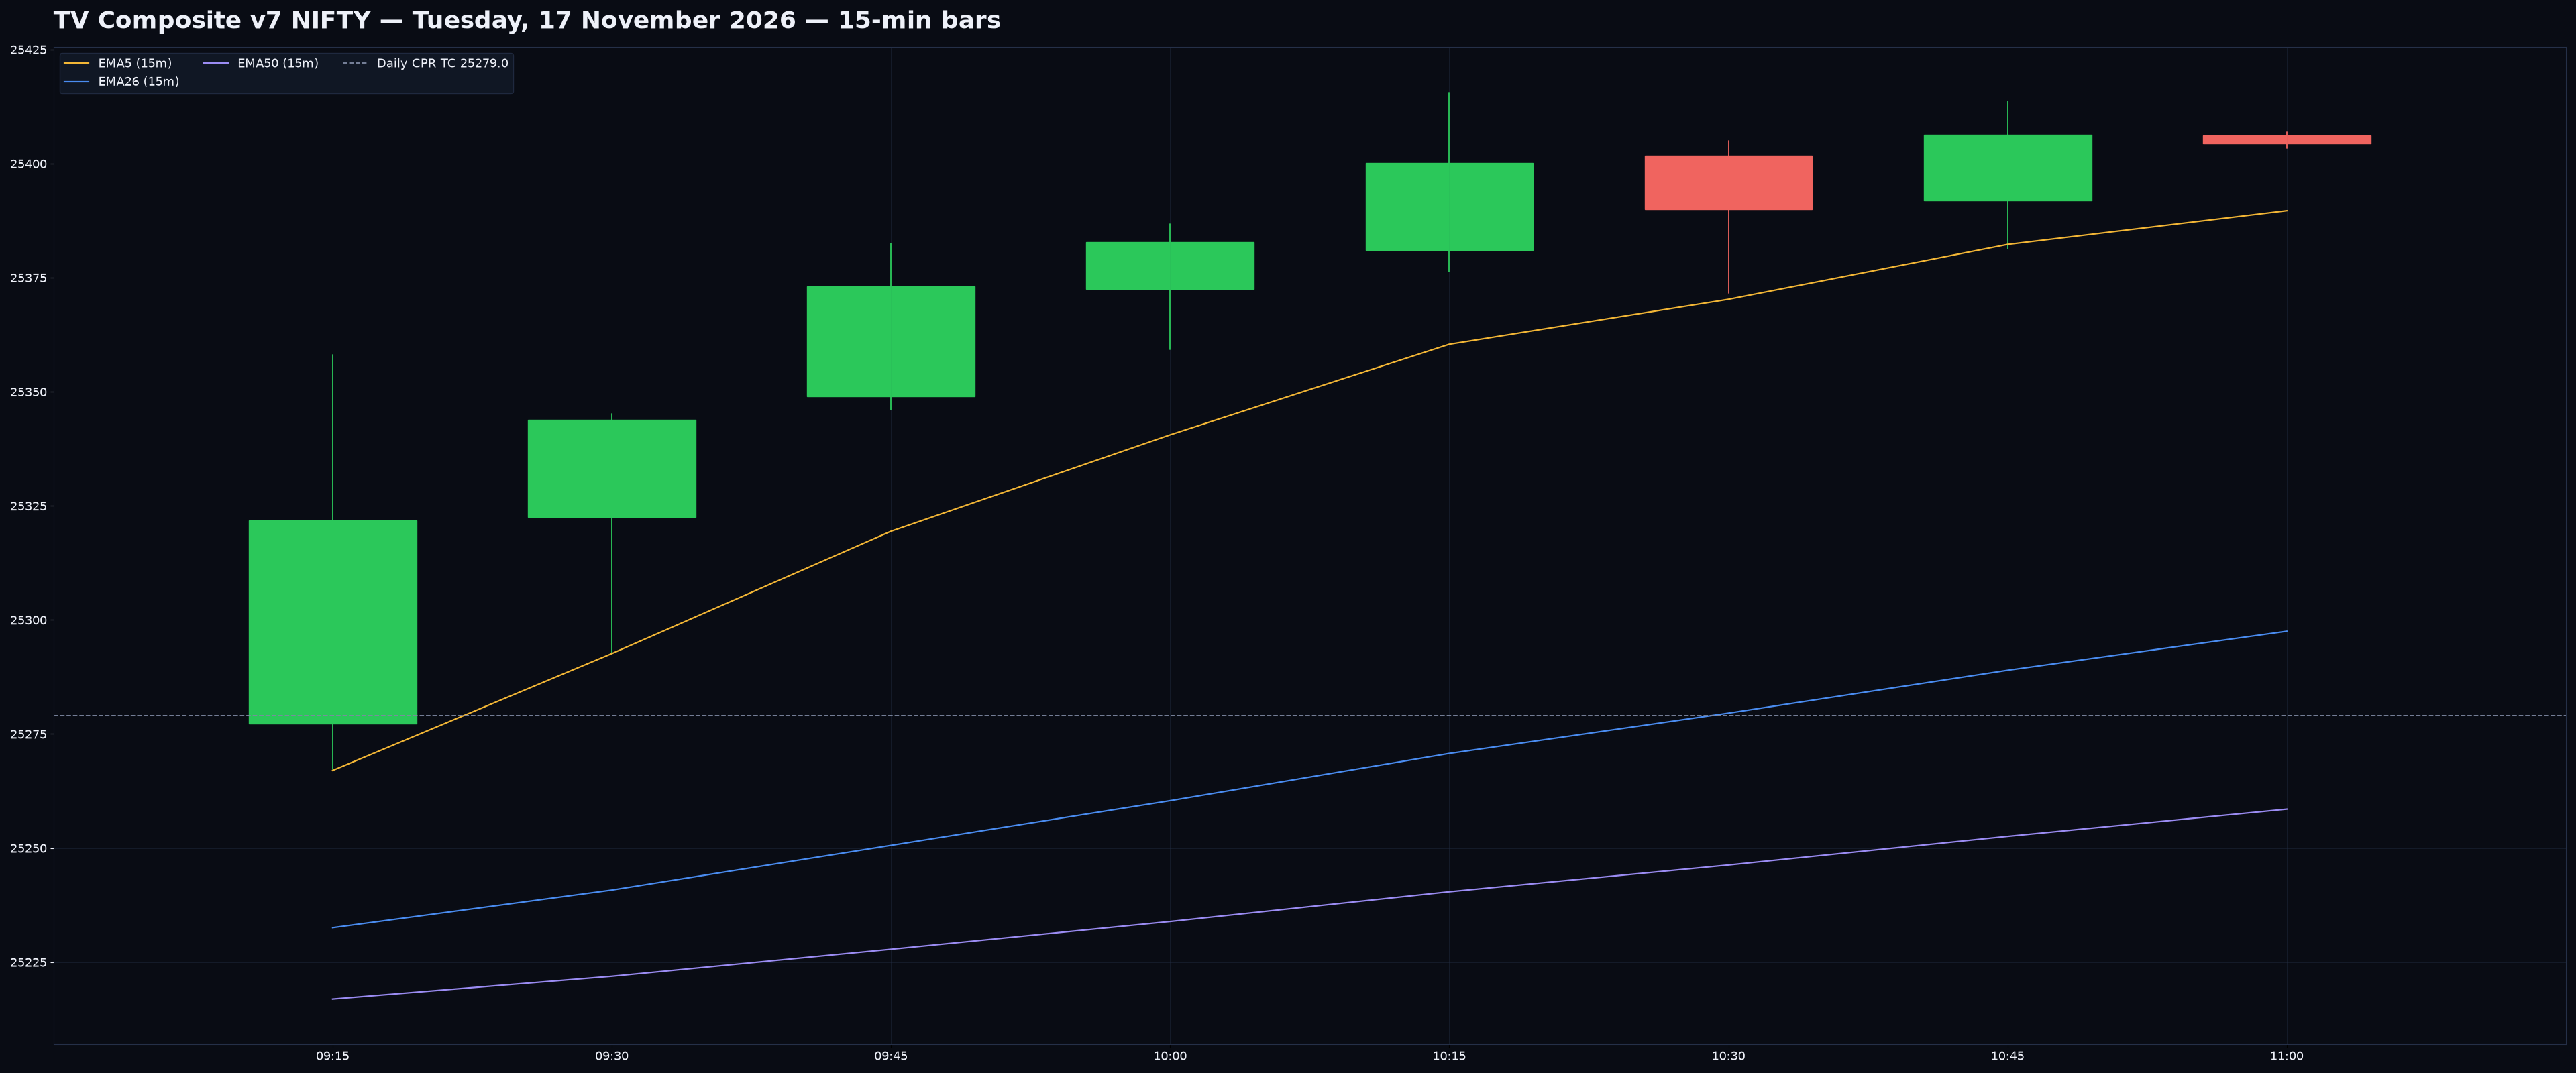 TV Composite v7 NIFTY — Tuesday, 17 November 2026 — 15-min bars
EMA5 (15m) EMA50 (15m) Daily CPR TC 25279.0
EMA26 (15m)
25425
25400
25375
25350
25325
25300
25275
25250
25225
09:15 09:30 09:45 10:00 10:15 10:30 10:45 11:00